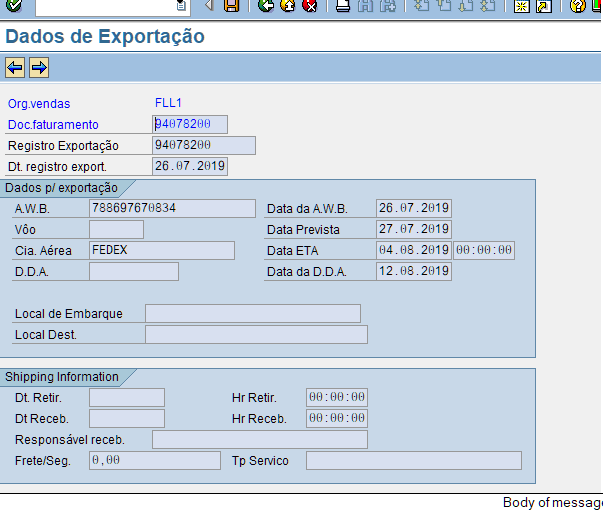 Dados de Exportação
Org.vendas FLL1
Doc.faturamento 94078200
Registro Exportação 94078200
Dt. registro export. 26.07.2019
Dados p/ exportação
A.W.B. 788697670834 Data da A.W.B. 26.07.2019
Vôo Data Prevista 27.07.2019
Cia. Aérea FEDEX Data ETA 04.08.2019 00:00:00
D.D.A. Data da D.D.A. 12.08.2019
Local de Embarque
Local Dest.
Shipping Information
Dt. Retir. Hr Retir. 00:00:00
Dt Receb. Hr Receb. 00:00:00
Responsável receb.
Frete/Seg. 0,00 Tp Servico
Body of message